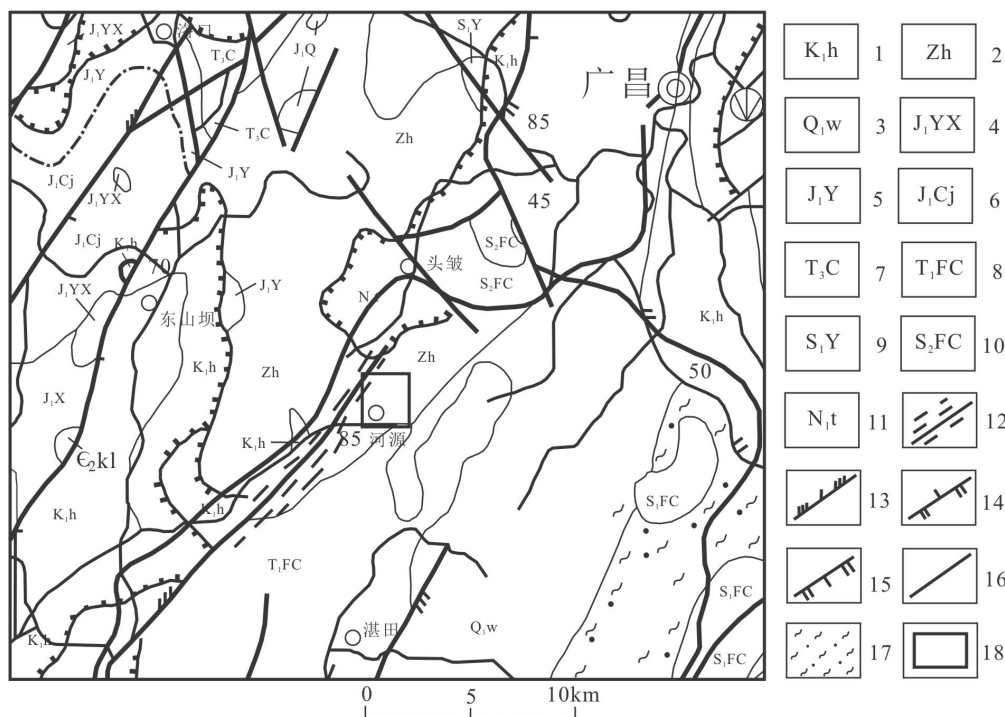 J₁YX
海口
T₃C
J₁Q
S₁Y
K₁h
广昌
J₁Y
85
Zh
T₃C
J₁Y
J₁Cj
J₁YX
45
J₁Cj
K₁h
70
S₂FC
头皱
S₂FC
J₁YX
J₁Y
N₁t
东山坝
K₁h
K₁h
Zh
Zh
50
J₁X
K₁h
85
河源
Є₂kl
S₁FC
K₁h
K₁h
T₁FC
S₁FC
Q₁w
湛田
K₁h
S₁FC
0 5 10km
K₁h 1 Zh 2
Q₁w 3 J₁YX 4
J₁Y 5 J₁Cj 6
T₃C 7 T₁FC 8
S₁Y 9 S₂FC 10
N₁t 11 12
13 14
15 16
17 18